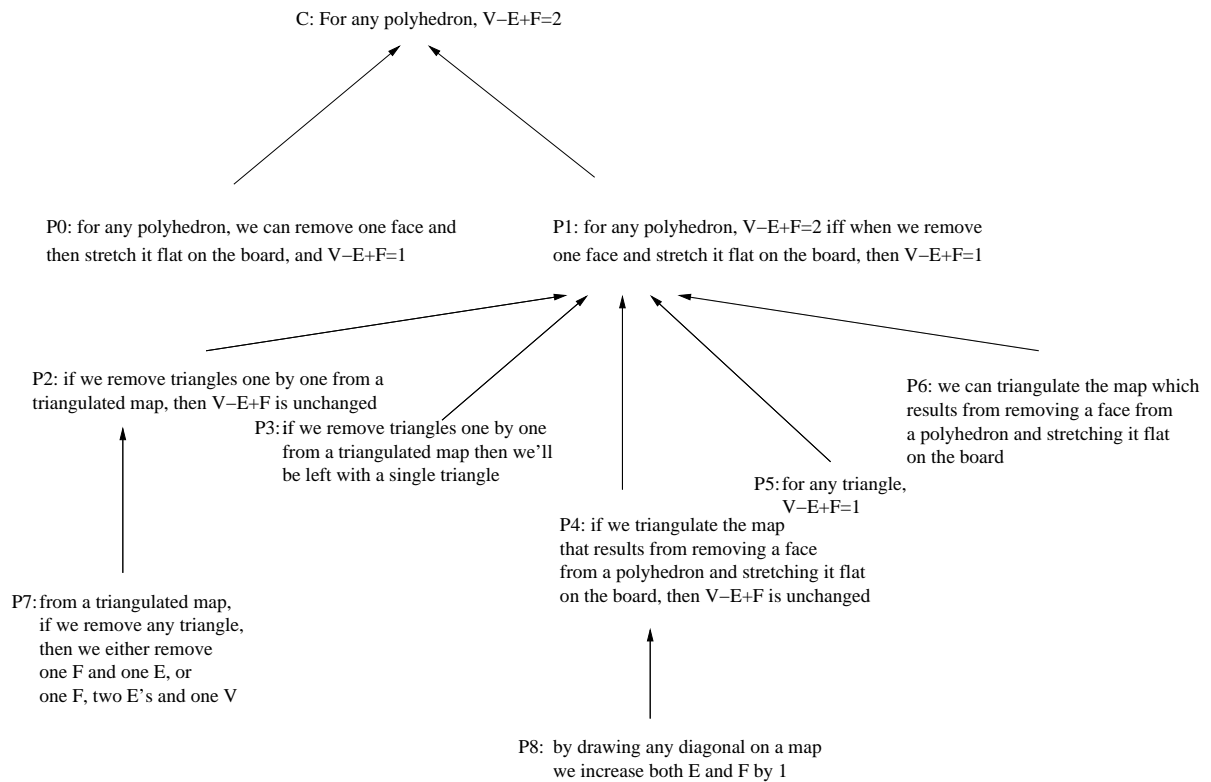 C: For any polyhedron, V−E+F=2
P0: for any polyhedron, we can remove one face and
then stretch it flat on the board, and V−E+F=1
P1: for any polyhedron, V−E+F=2 iff when we remove
one face and stretch it flat on the board, then V−E+F=1
P2: if we remove triangles one by one from a
triangulated map, then V−E+F is unchanged
P3: if we remove triangles one by one
from a triangulated map then we'll
be left with a single triangle
P6: we can triangulate the map which
results from removing a face from
a polyhedron and stretching it flat
on the board
P5: for any triangle,
V−E+F=1
P4: if we triangulate the map
that results from removing a face
from a polyhedron and stretching it flat
on the board, then V−E+F is unchanged
P7: from a triangulated map,
if we remove any triangle,
then we either remove
one F and one E, or
one F, two E's and one V
P8: by drawing any diagonal on a map
we increase both E and F by 1